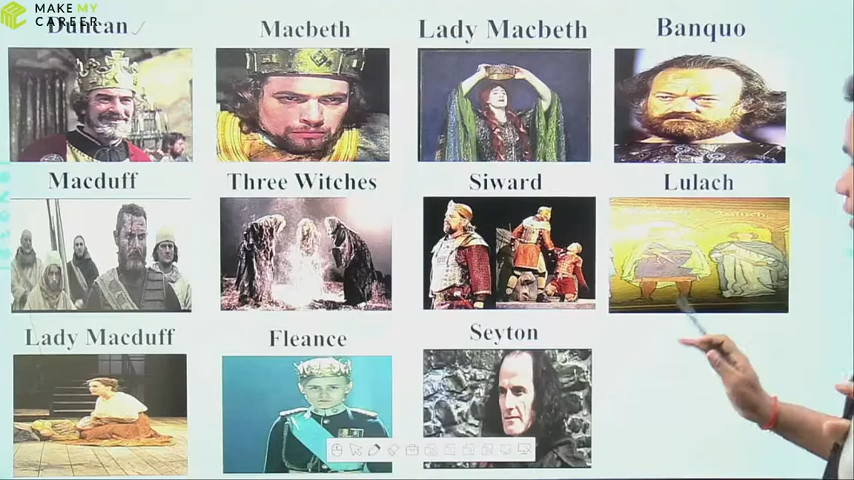 MAKE MY
CAREER
Duncan
Macbeth
Lady Macbeth
Banquo
Macduff
Three Witches
Siward
Lulach
Lady Macduff
Fleance
Seyton